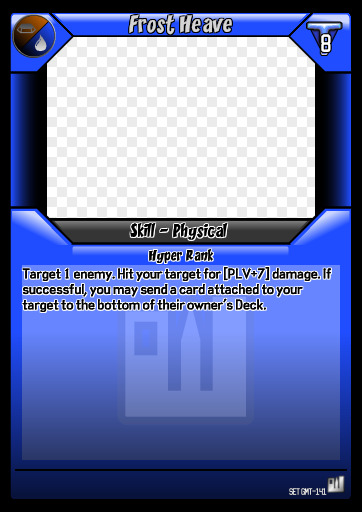 Frost Heave
8
Skill - Physical
Hyper Rank
Target 1 enemy. Hit your target for [PLV+7] damage. If
successful, you may send a card attached to your
target to the bottom of their owner's Deck.
SET GMT-141